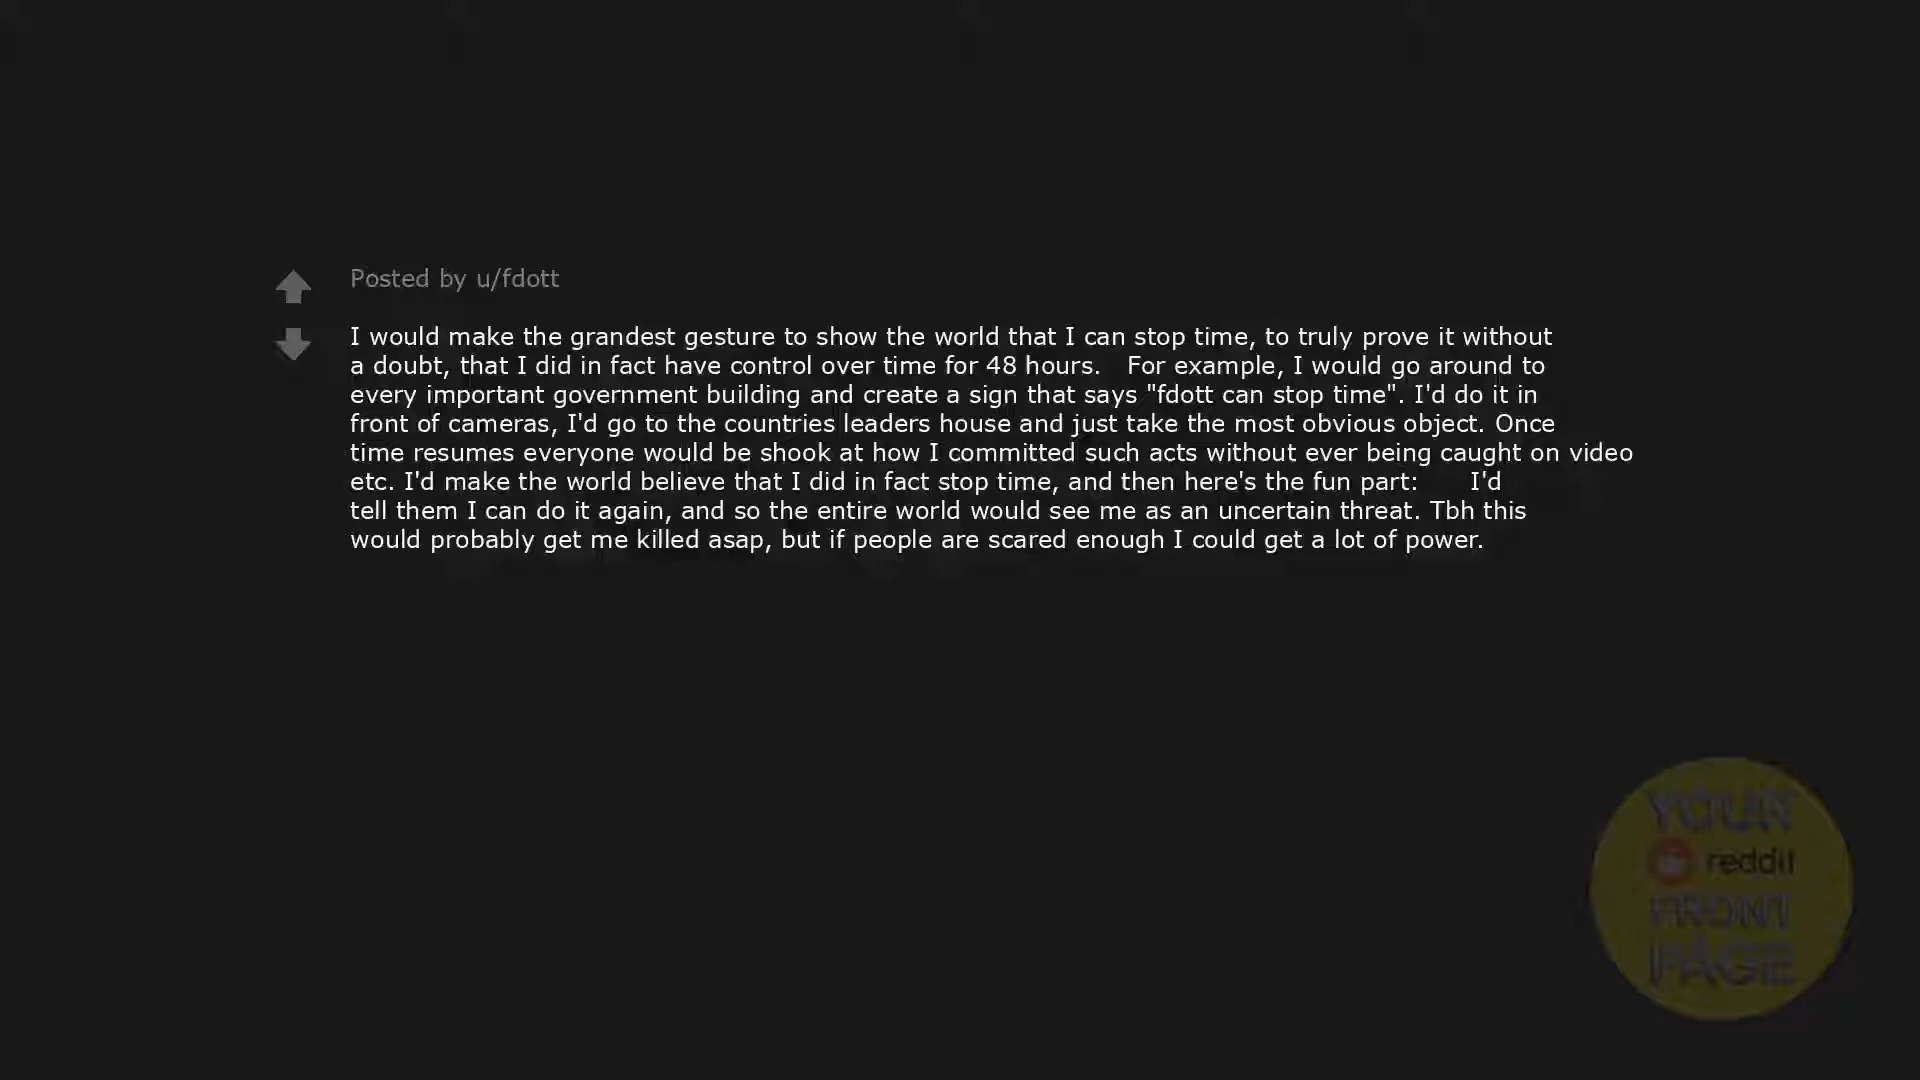 Posted by u/fdott
I would make the grandest gesture to show the world that I can stop time, to truly prove it without
a doubt, that I did in fact have control over time for 48 hours.   For example, I would go around to
every important government building and create a sign that says "fdott can stop time". I'd do it in
front of cameras, I'd go to the countries leaders house and just take the most obvious object. Once
time resumes everyone would be shook at how I committed such acts without ever being caught on video
etc. I'd make the world believe that I did in fact stop time, and then here's the fun part:      I'd
tell them I can do it again, and so the entire world would see me as an uncertain threat. Tbh this
would probably get me killed asap, but if people are scared enough I could get a lot of power.
YOUR
reddit
FRONT
PAGE